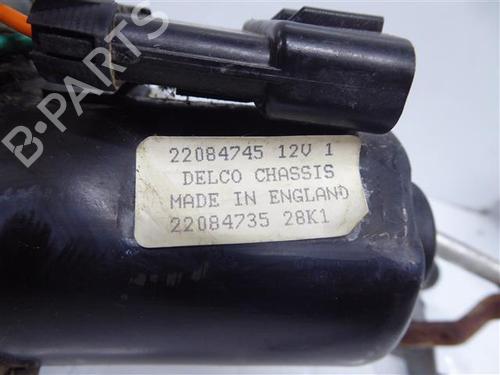 22084745 12V 1
DELCO CHASSIS
MADE IN ENGLAND
22084735 28K1
B-PARTS